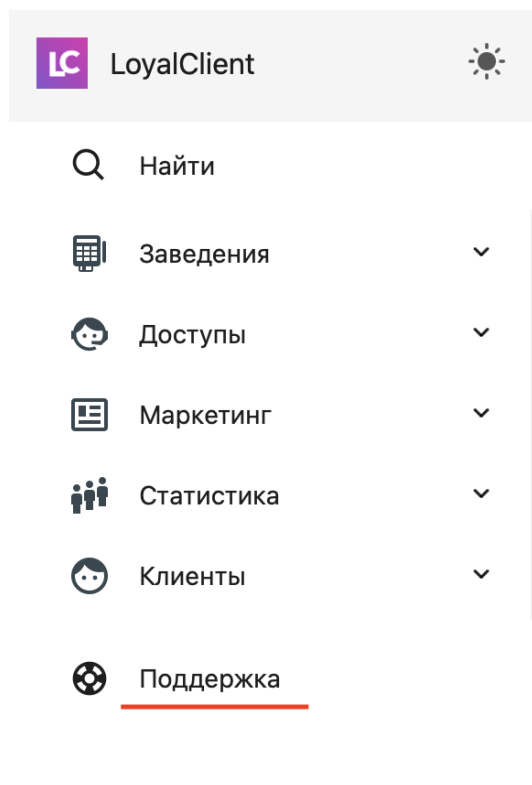 LC LoyalClient
Найти
Заведения
Доступы
Маркетинг
Статистика
Клиенты
Поддержка